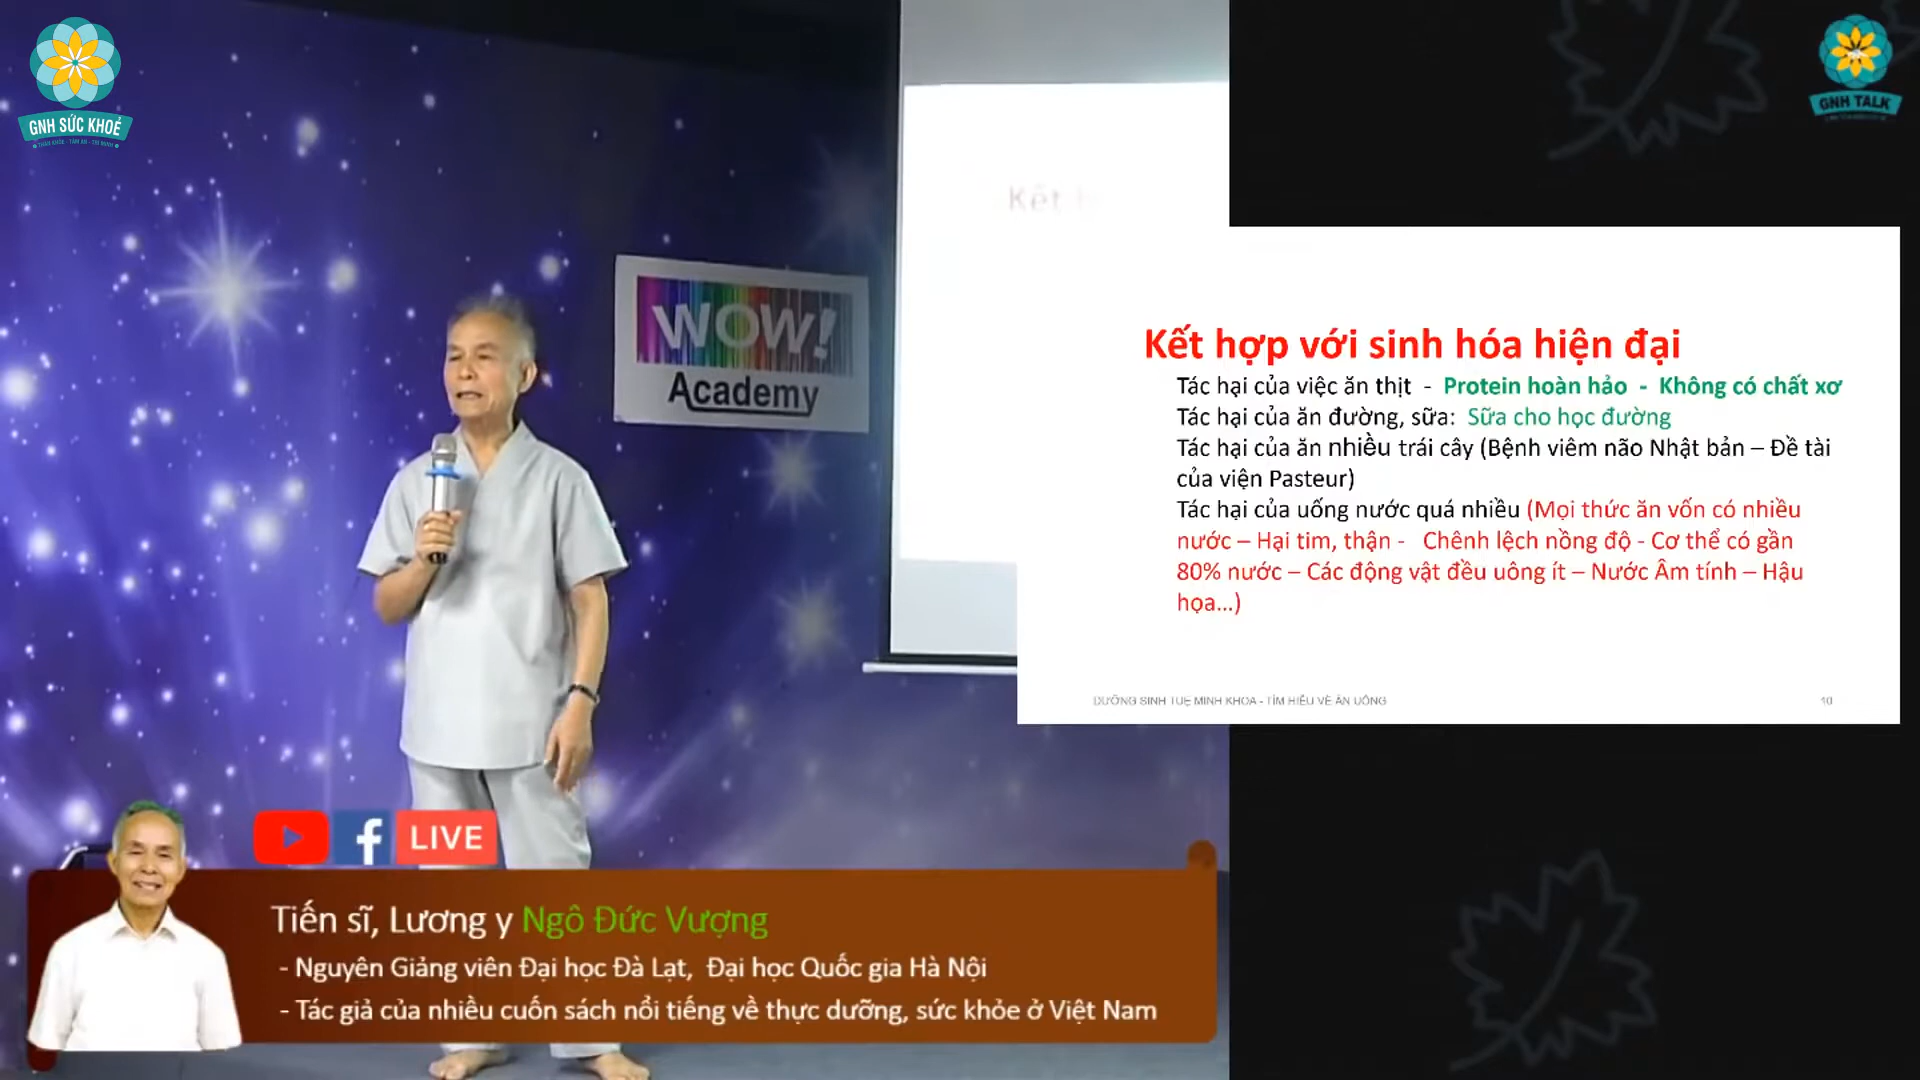 GNH SỨC KHOẺ
GNH TALK
Kết
WOW!
Academy
Kết hợp với sinh hóa hiện đại
Tác hại của việc ăn thịt - Protein hoàn hảo - Không có chất xơ
Tác hại của ăn đường, sữa: Sữa cho học đường
Tác hại của ăn nhiều trái cây (Bệnh viêm não Nhật bản – Đề tài
của viện Pasteur)
Tác hại của uống nước quá nhiều (Mọi thức ăn vốn có nhiều
nước – Hại tim, thận - Chênh lệch nồng độ - Cơ thể có gần
80% nước – Các động vật đều uông ít – Nước Âm tính – Hậu
họa...)
DƯỠNG SINH TUỆ MINH KHOA - TÌM HIỂU VỀ ĂN UỐNG
10
LIVE
Tiến sĩ, Lương y Ngô Đức Vượng
- Nguyên Giảng viên Đại học Đà Lạt, Đại học Quốc gia Hà Nội
- Tác giả của nhiều cuốn sách nổi tiếng về thực dưỡng, sức khỏe ở Việt Nam